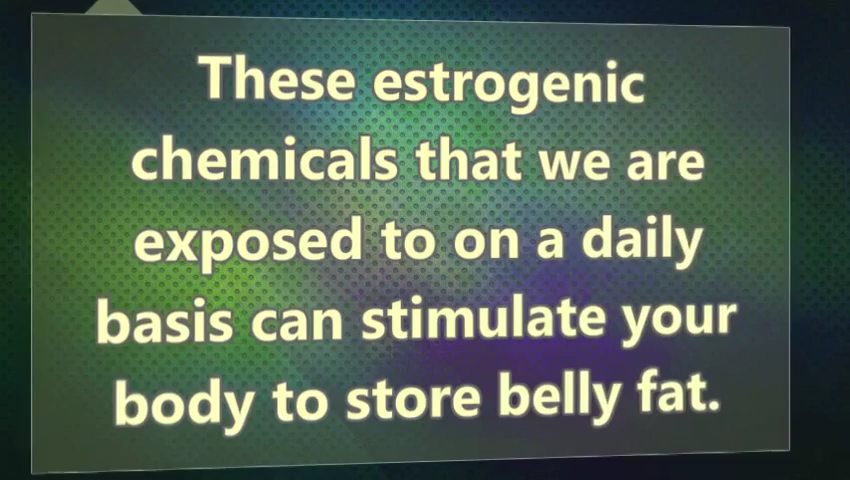 These estrogenic
chemicals that we are
exposed to on a daily
basis can stimulate your
body to store belly fat.